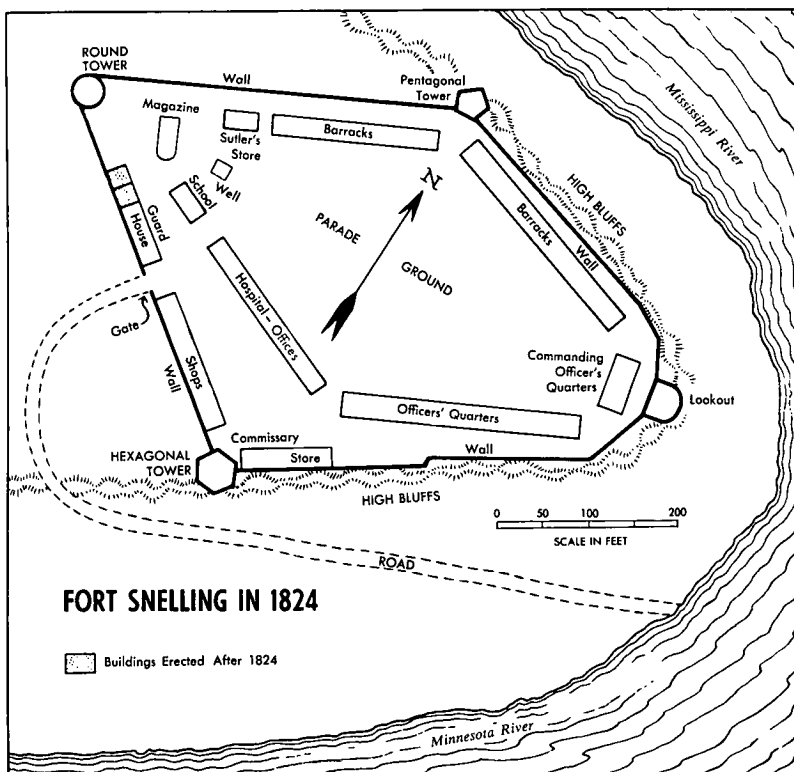 ROUND
TOWER
Wall
Pentagonal
Tower
Mississippi River
Magazine
Sutler's
Store
Barracks
Well
School
N
HIGH BLUFFS
Guard
House
PARADE
GROUND
Barracks
Wall
Hospital - Offices
Gate
Shops
Wall
Commanding
Officer's
Quarters
Lookout
Officers' Quarters
Commissary
Store
HEXAGONAL
TOWER
Wall
HIGH BLUFFS
0 50 100 200
SCALE IN FEET
ROAD
FORT SNELLING IN 1824
Buildings Erected After 1824
Minnesota River